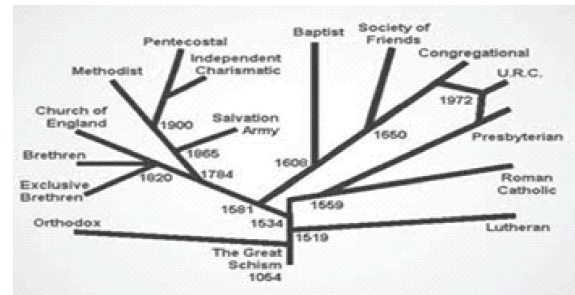 Baptist
Society of
Friends
Congregational
U.R.C.
Pentecostal
Independent
Charismatic
Methodist
1972
Church of
England
1900
Salvation
Army
1650
Presbyterian
Brethren
1865
1608
1820
1784
Roman
Catholic
Exclusive
Brethren
1581
1559
Orthodox
1534
1519
Lutheran
The Great
Schism
1054